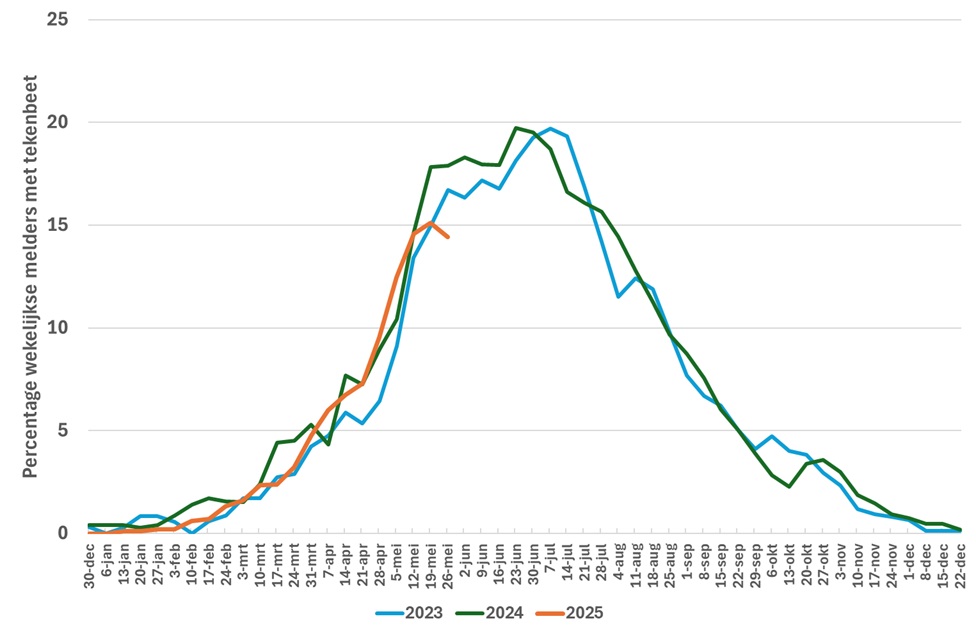 Percentage wekelijkse melders met tekenbeet
25
20
15
10
5
0
30-dec
6-jan
13-jan
20-jan
27-jan
3-feb
10-feb
17-feb
24-feb
3-mrt
10-mrt
17-mrt
24-mrt
31-mrt
7-apr
14-apr
21-apr
28-apr
5-mei
12-mei
19-mei
26-mei
2-jun
9-jun
16-jun
23-jun
30-jun
7-jul
14-jul
21-jul
28-jul
4-aug
11-aug
18-aug
25-aug
1-sep
8-sep
15-sep
22-sep
29-sep
6-okt
13-okt
20-okt
27-okt
3-nov
10-nov
17-nov
24-nov
1-dec
8-dec
15-dec
22-dec
2023
2024
2025